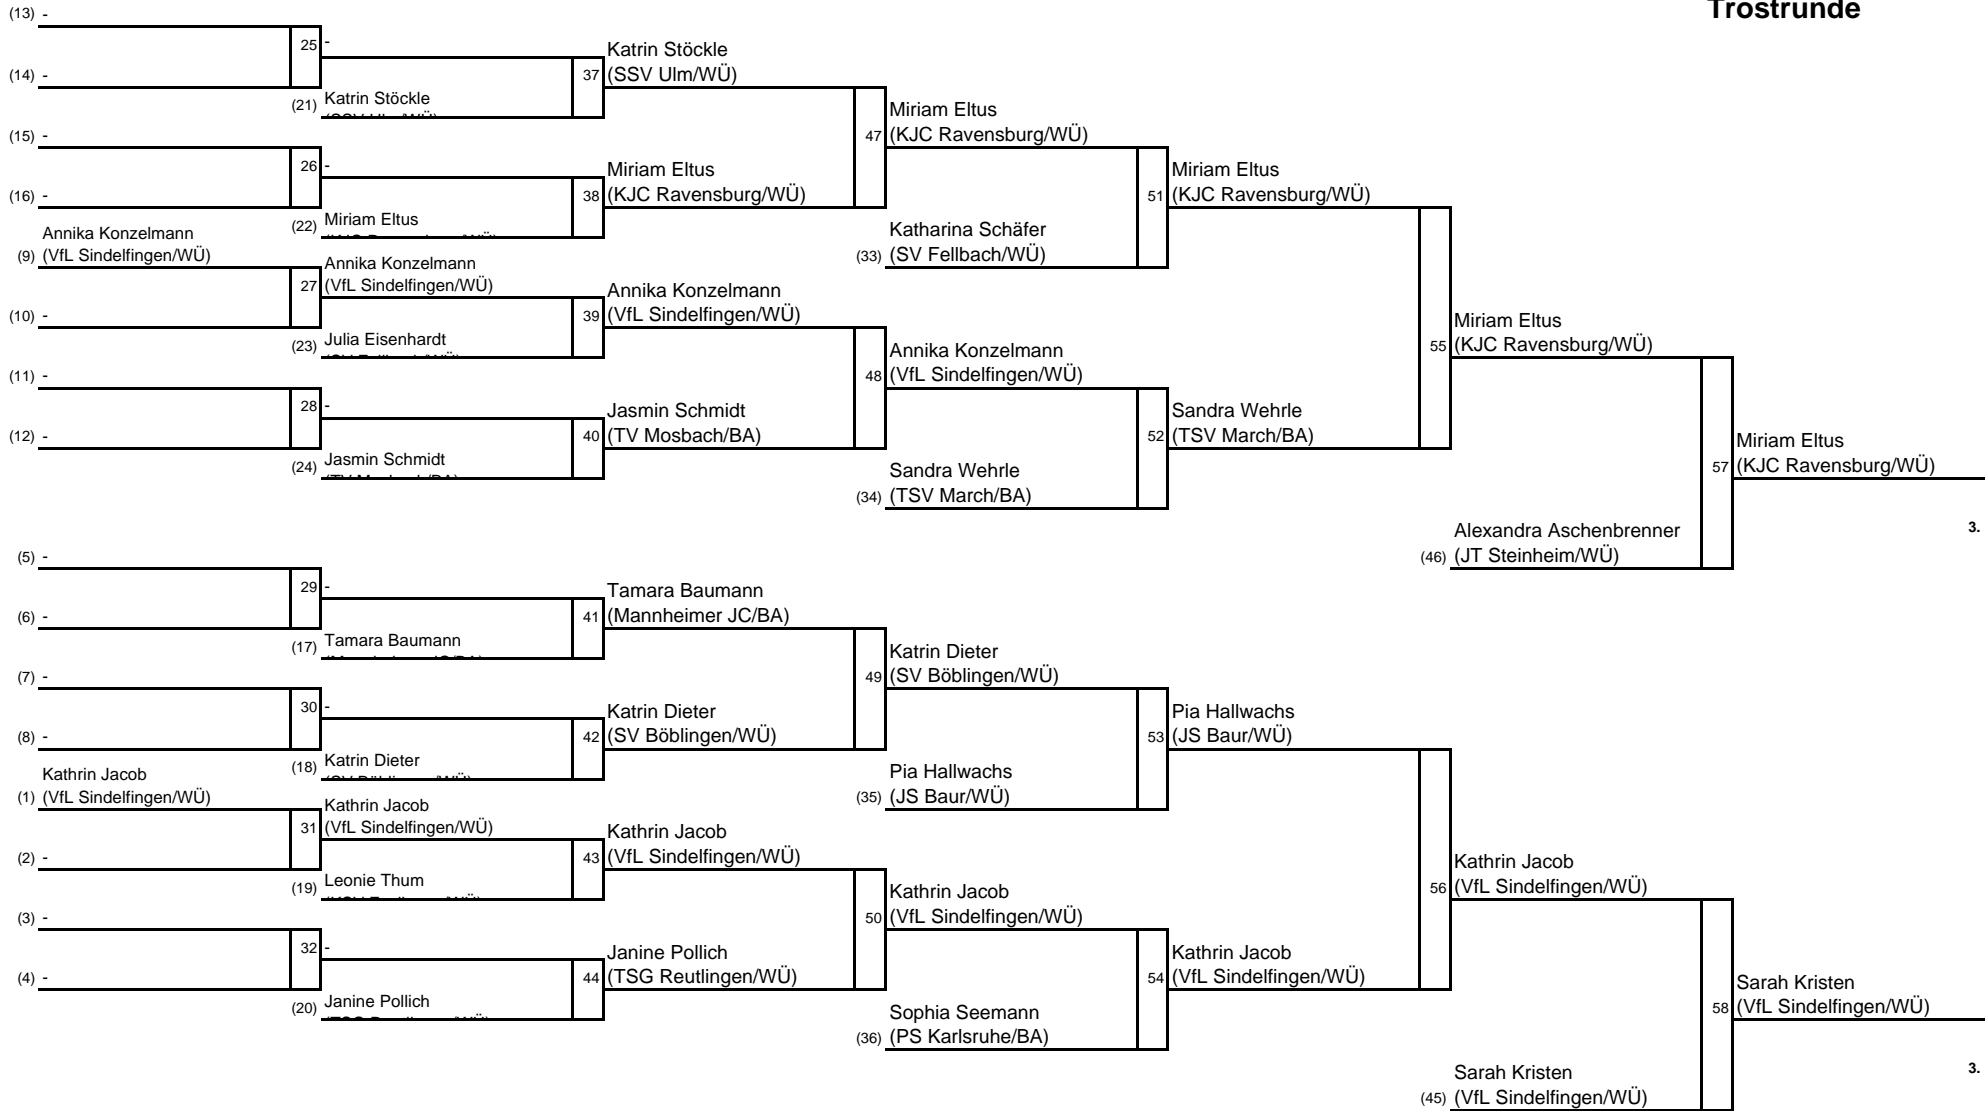 Trostrunde
(13) -
25 -
(14) -
(21) Katrin Stöckle
37 Katrin Stöckle
(SSV Ulm/WÜ)
(15) -
26 -
(16) -
(22) Miriam Eltus
38 Miriam Eltus
(KJC Ravensburg/WÜ)
47 Miriam Eltus
(KJC Ravensburg/WÜ)
(33) Katharina Schäfer
(SV Fellbach/WÜ)
51 Miriam Eltus
(KJC Ravensburg/WÜ)
(9) Annika Konzelmann
(VfL Sindelfingen/WÜ)
27 Annika Konzelmann
(VfL Sindelfingen/WÜ)
(10) -
(23) Julia Eisenhardt
39 Annika Konzelmann
(VfL Sindelfingen/WÜ)
(11) -
28 -
(12) -
(24) Jasmin Schmidt
40 Jasmin Schmidt
(TV Mosbach/BA)
48 Annika Konzelmann
(VfL Sindelfingen/WÜ)
(34) Sandra Wehrle
(TSV March/BA)
52 Sandra Wehrle
(TSV March/BA)
55 Miriam Eltus
(KJC Ravensburg/WÜ)
(46) Alexandra Aschenbrenner
(JT Steinheim/WÜ)
57 Miriam Eltus
(KJC Ravensburg/WÜ)
3.
(5) -
29 -
(6) -
(17) Tamara Baumann
41 Tamara Baumann
(Mannheimer JC/BA)
(7) -
30 -
(8) -
(18) Katrin Dieter
42 Katrin Dieter
(SV Böblingen/WÜ)
49 Katrin Dieter
(SV Böblingen/WÜ)
(35) Pia Hallwachs
(JS Baur/WÜ)
53 Pia Hallwachs
(JS Baur/WÜ)
(1) Kathrin Jacob
(VfL Sindelfingen/WÜ)
31 Kathrin Jacob
(VfL Sindelfingen/WÜ)
(2) -
(19) Leonie Thum
43 Kathrin Jacob
(VfL Sindelfingen/WÜ)
(3) -
32 -
(4) -
(20) Janine Pollich
44 Janine Pollich
(TSG Reutlingen/WÜ)
50 Kathrin Jacob
(VfL Sindelfingen/WÜ)
(36) Sophia Seemann
(PS Karlsruhe/BA)
54 Kathrin Jacob
(VfL Sindelfingen/WÜ)
56 Kathrin Jacob
(VfL Sindelfingen/WÜ)
(45) Sarah Kristen
(VfL Sindelfingen/WÜ)
58 Sarah Kristen
(VfL Sindelfingen/WÜ)
3.